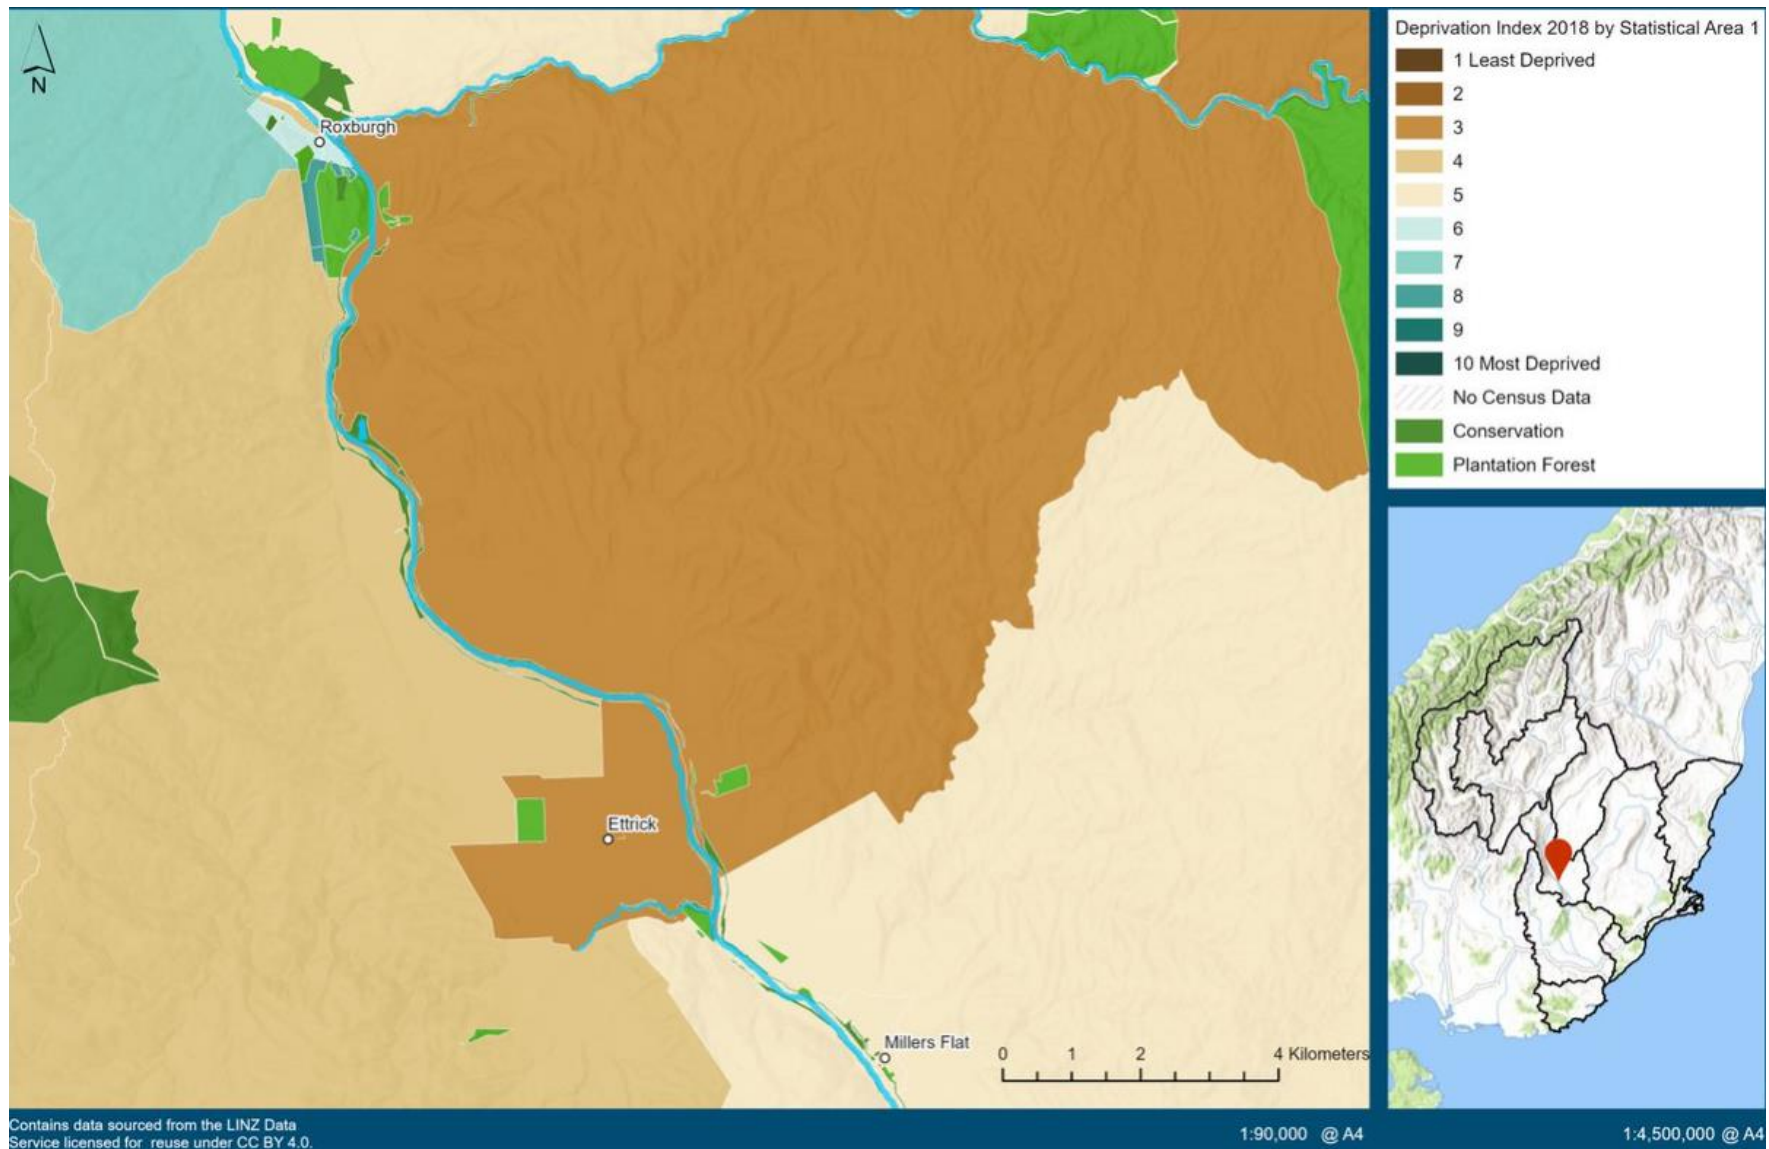 N
Roxburgh
Ettrick
Millers Flat
0 1 2 4 Kilometers
Deprivation Index 2018 by Statistical Area 1
1 Least Deprived
2
3
4
5
6
7
8
9
10 Most Deprived
No Census Data
Conservation
Plantation Forest
Contains data sourced from the LINZ Data
Service licensed for reuse under CC BY 4.0.
1:90,000 @ A4
1:4,500,000 @ A4